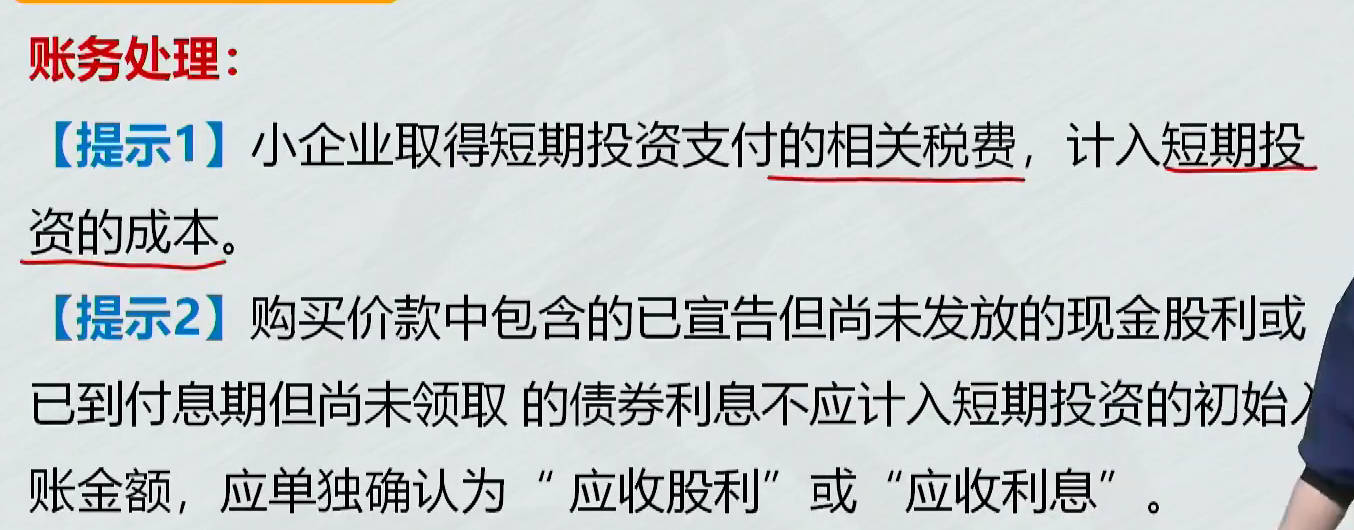 账务处理：
【提示1】小企业取得短期投资支付的相关税费，计入短期投
资的成本。
【提示2】购买价款中包含的已宣告但尚未发放的现金股利或
已到付息期但尚未领取 的债券利息不应计入短期投资的初始入
账金额，应单独确认为“ 应收股利”或“应收利息”。